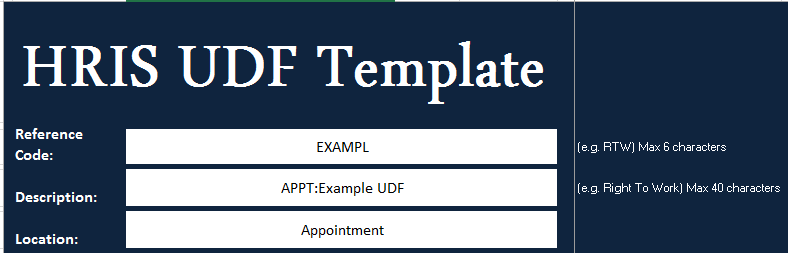 HRIS UDF Template
Reference
Code:
EXAMPL
(e.g. RTW) Max 6 characters
Description:
APPT:Example UDF
(e.g. Right To Work) Max 40 characters
Location:
Appointment